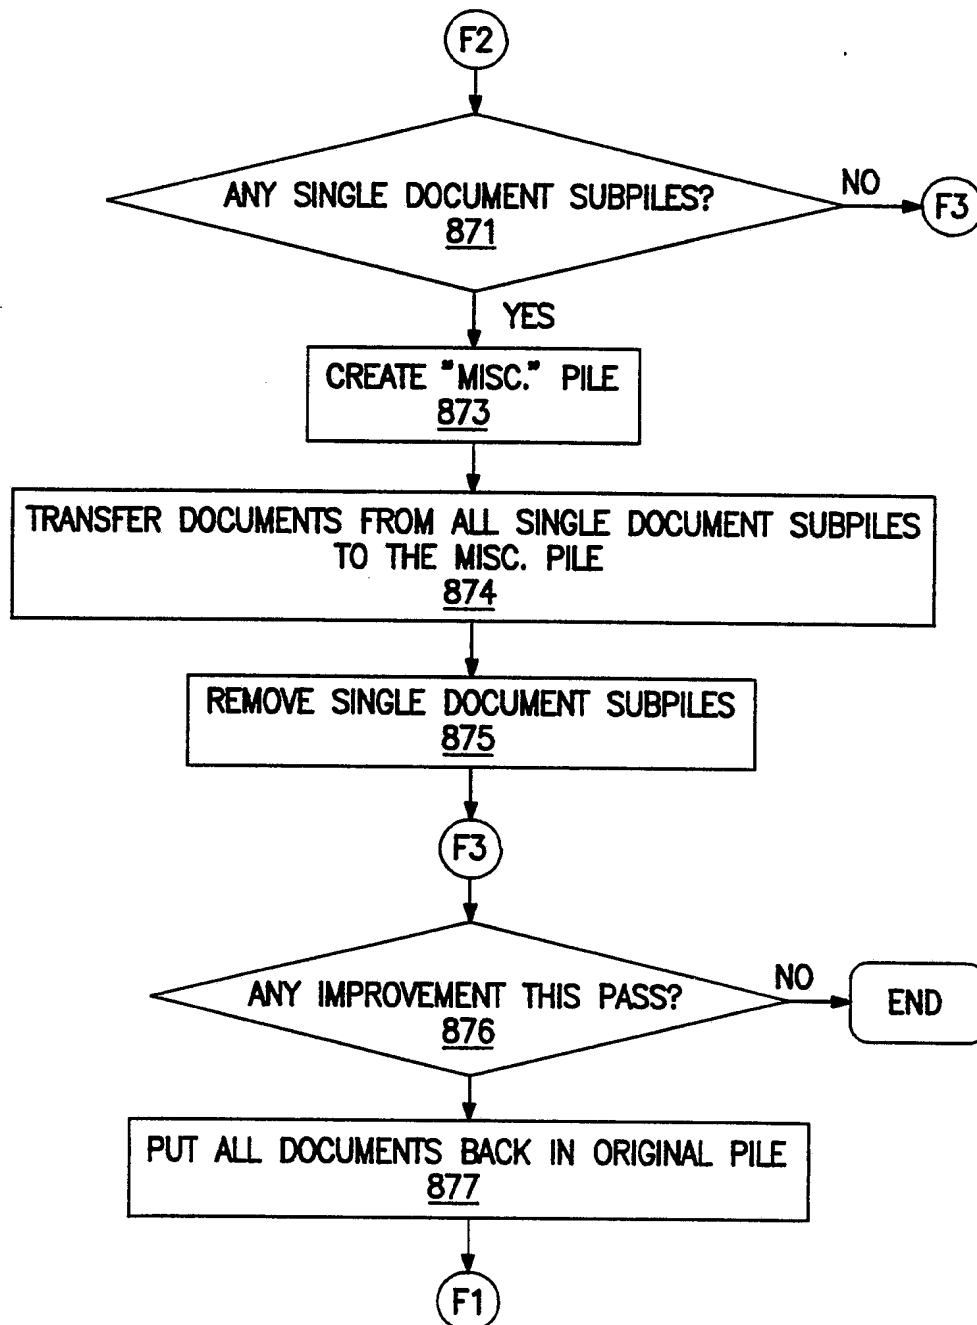 F2
ANY SINGLE DOCUMENT SUBPILES?
871
NO
F3
YES
CREATE "MISC." PILE
873
TRANSFER DOCUMENTS FROM ALL SINGLE DOCUMENT SUBPILES
TO THE MISC. PILE
874
REMOVE SINGLE DOCUMENT SUBPILES
875
F3
ANY IMPROVEMENT THIS PASS?
876
NO
END
PUT ALL DOCUMENTS BACK IN ORIGINAL PILE
877
F1